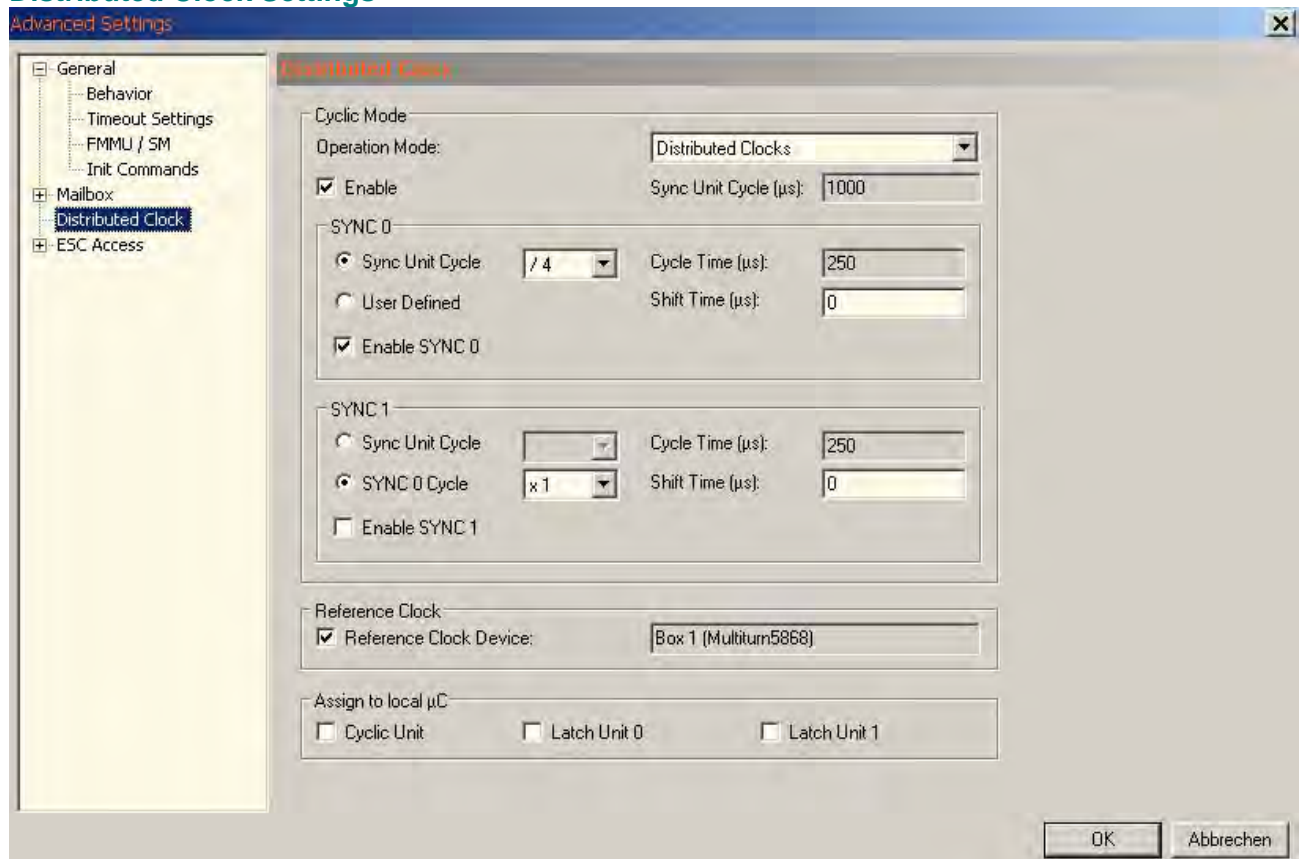 Distributed Clock Settings
Advanced Settings
General
Behavior
Timeout Settings
FMMU / SM
Init Commands
Mailbox
Distributed Clock
ESC Access
Distributed Clock
Cyclic Mode
Operation Mode: Distributed Clocks
Enable Sync Unit Cycle (µs): 1000
SYNC 0
Sync Unit Cycle / 4 Cycle Time (µs): 250
User Defined Shift Time (µs): 0
Enable SYNC 0
SYNC 1
Sync Unit Cycle Cycle Time (µs): 250
SYNC 0 Cycle x 1 Shift Time (µs): 0
Enable SYNC 1
Reference Clock
Reference Clock Device: Box 1 (Multiturn5868)
Assign to local µC
Cyclic Unit Latch Unit 0 Latch Unit 1
OK Abbrechen